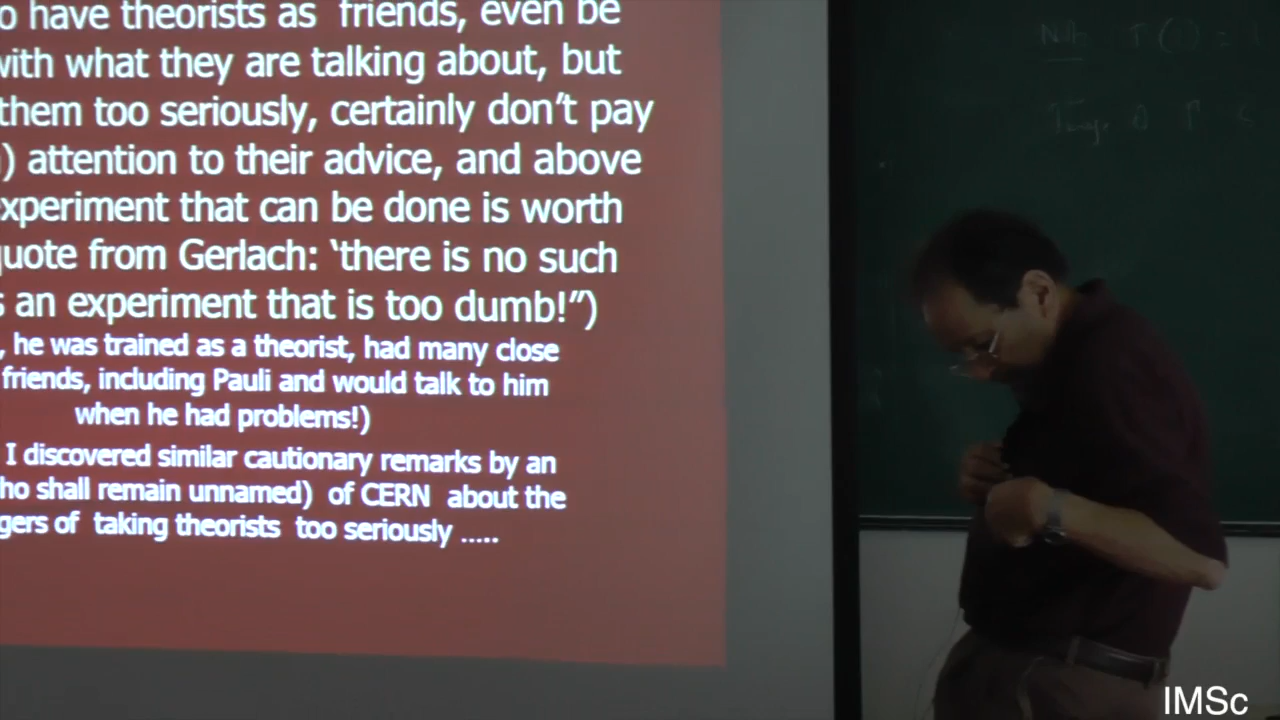 o have theorists as friends, even be
with what they are talking about, but
them too seriously, certainly don't pay
) attention to their advice, and above
xperiment that can be done is worth
quote from Gerlach: 'there is no such
s an experiment that is too dumb!")
, he was trained as a theorist, had many close
friends, including Pauli and would talk to him
when he had problems!)
I discovered similar cautionary remarks by an
ho shall remain unnamed) of CERN about the
gers of taking theorists too seriously .....
IMSc